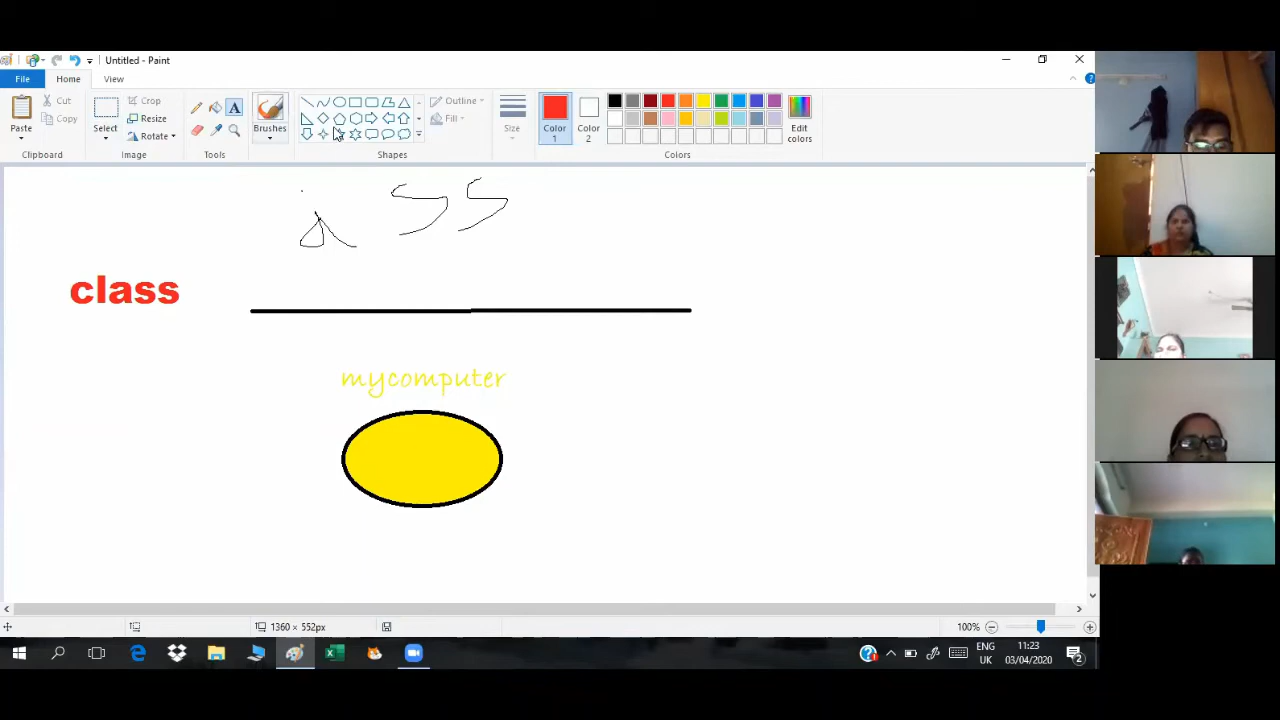 Untitled - Paint
File Home View
Paste
Cut
Copy
Clipboard
Select
Crop
Resize
Rotate
Image
A
Tools
Brushes
Shapes
Outline
Fill
Size
Color 1
Color 2
Edit colors
Colors
ss
class
mycomputer
1360 × 552px
100%
ENG
UK
11:23
03/04/2020
2